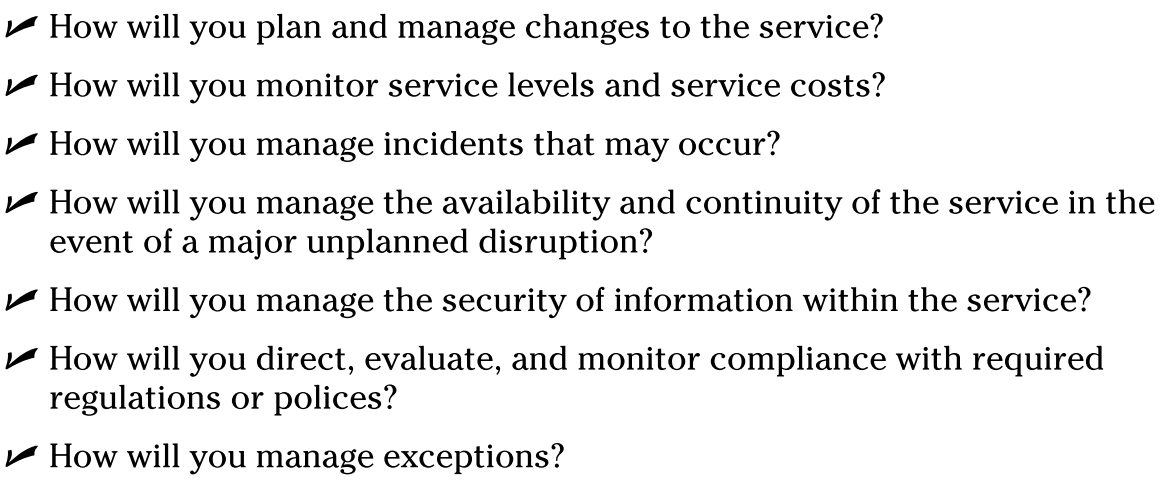 ✓ How will you plan and manage changes to the service?
✓ How will you monitor service levels and service costs?
✓ How will you manage incidents that may occur?
✓ How will you manage the availability and continuity of the service in the
event of a major unplanned disruption?
✓ How will you manage the security of information within the service?
✓ How will you direct, evaluate, and monitor compliance with required
regulations or polices?
✓ How will you manage exceptions?